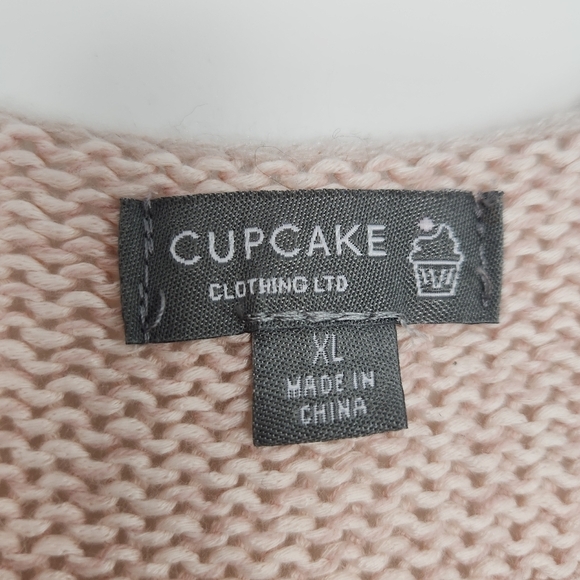 CUPCAKE
CLOTHING LTD
XL
MADE IN
CHINA